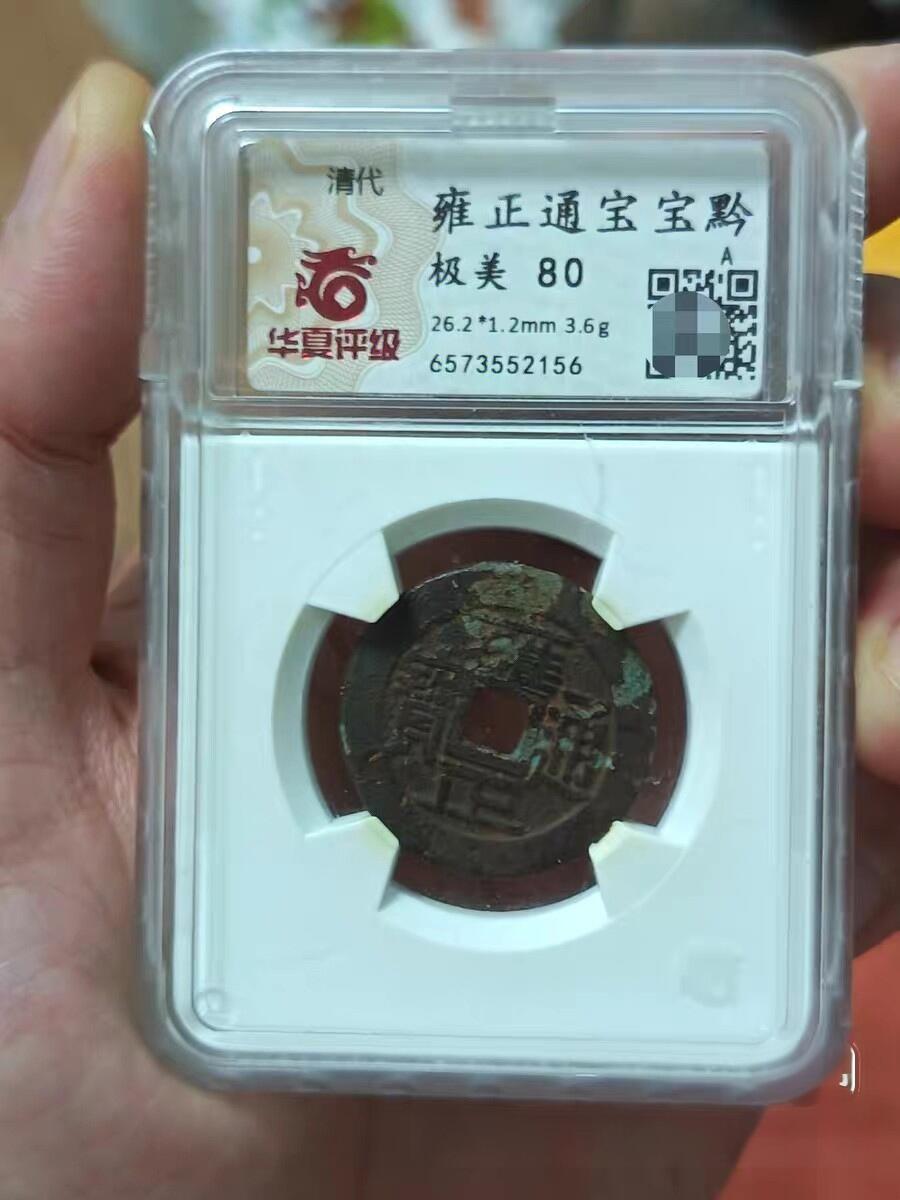 清代
华夏评级
雍正通宝宝黔
极美 80
A
26.2*1.2mm 3.6g
6573552156